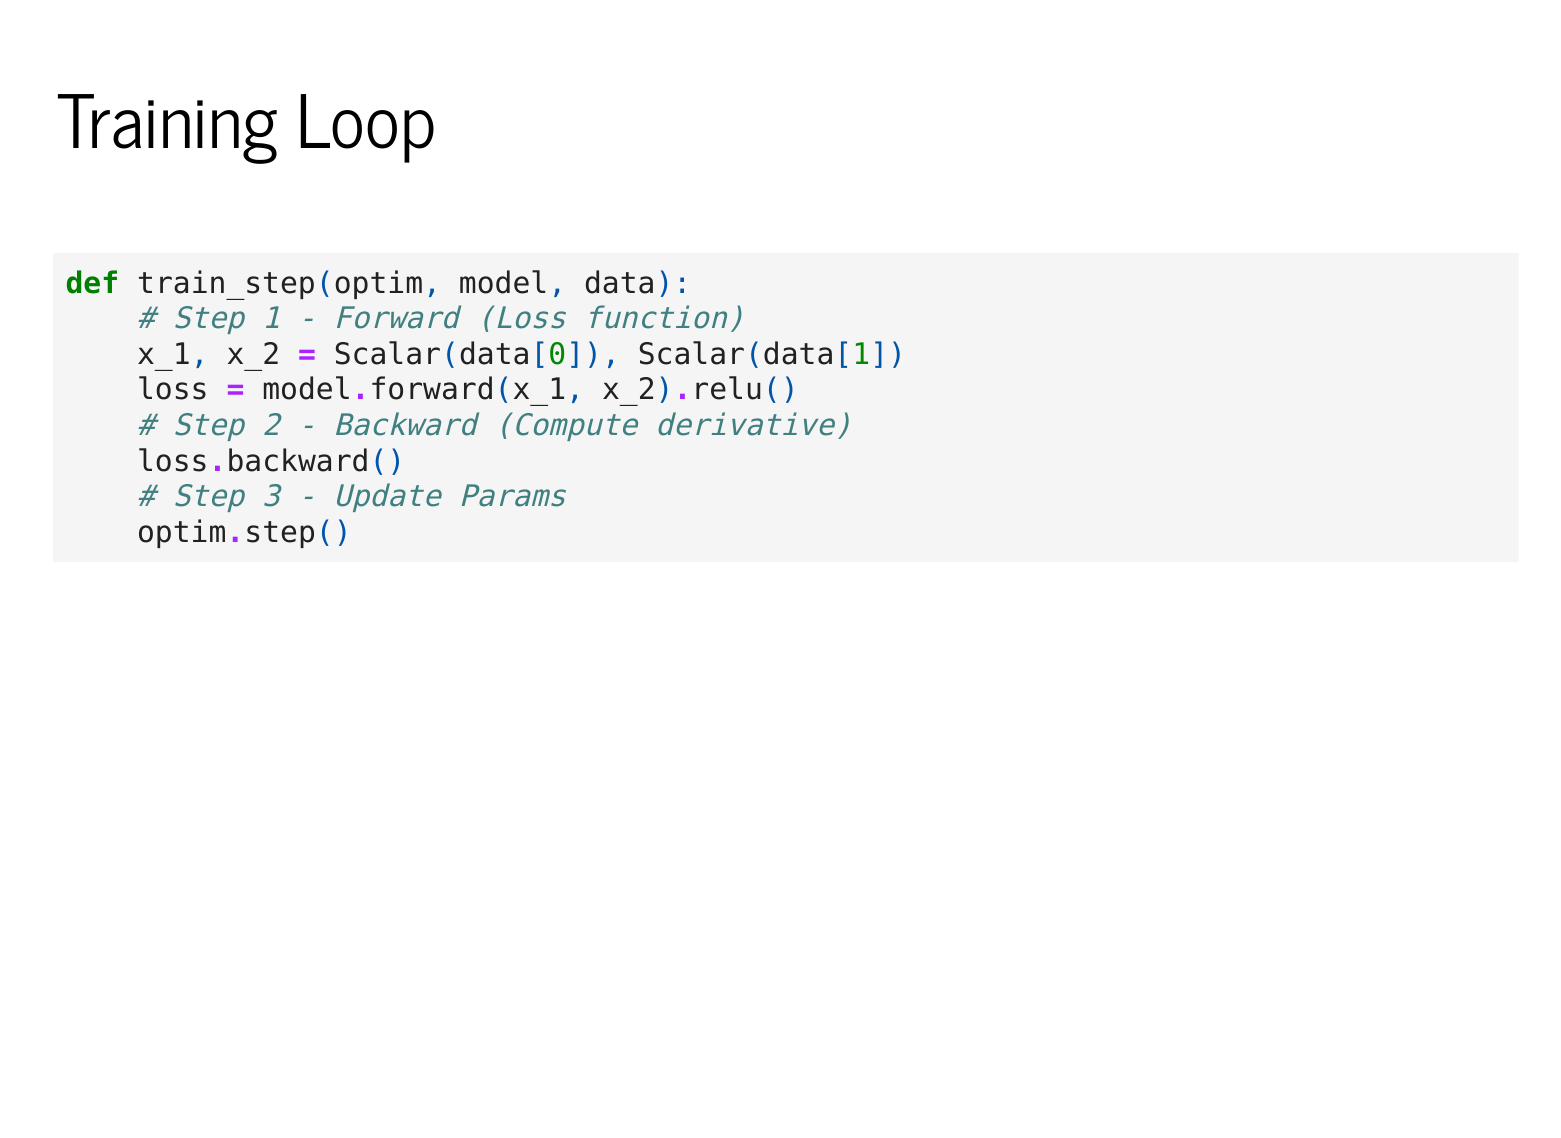 Training Loop
def train_step(optim, model, data):
    # Step 1 - Forward (Loss function)
    x_1, x_2 = Scalar(data[0]), Scalar(data[1])
    loss = model.forward(x_1, x_2).relu()
    # Step 2 - Backward (Compute derivative)
    loss.backward()
    # Step 3 - Update Params
    optim.step()